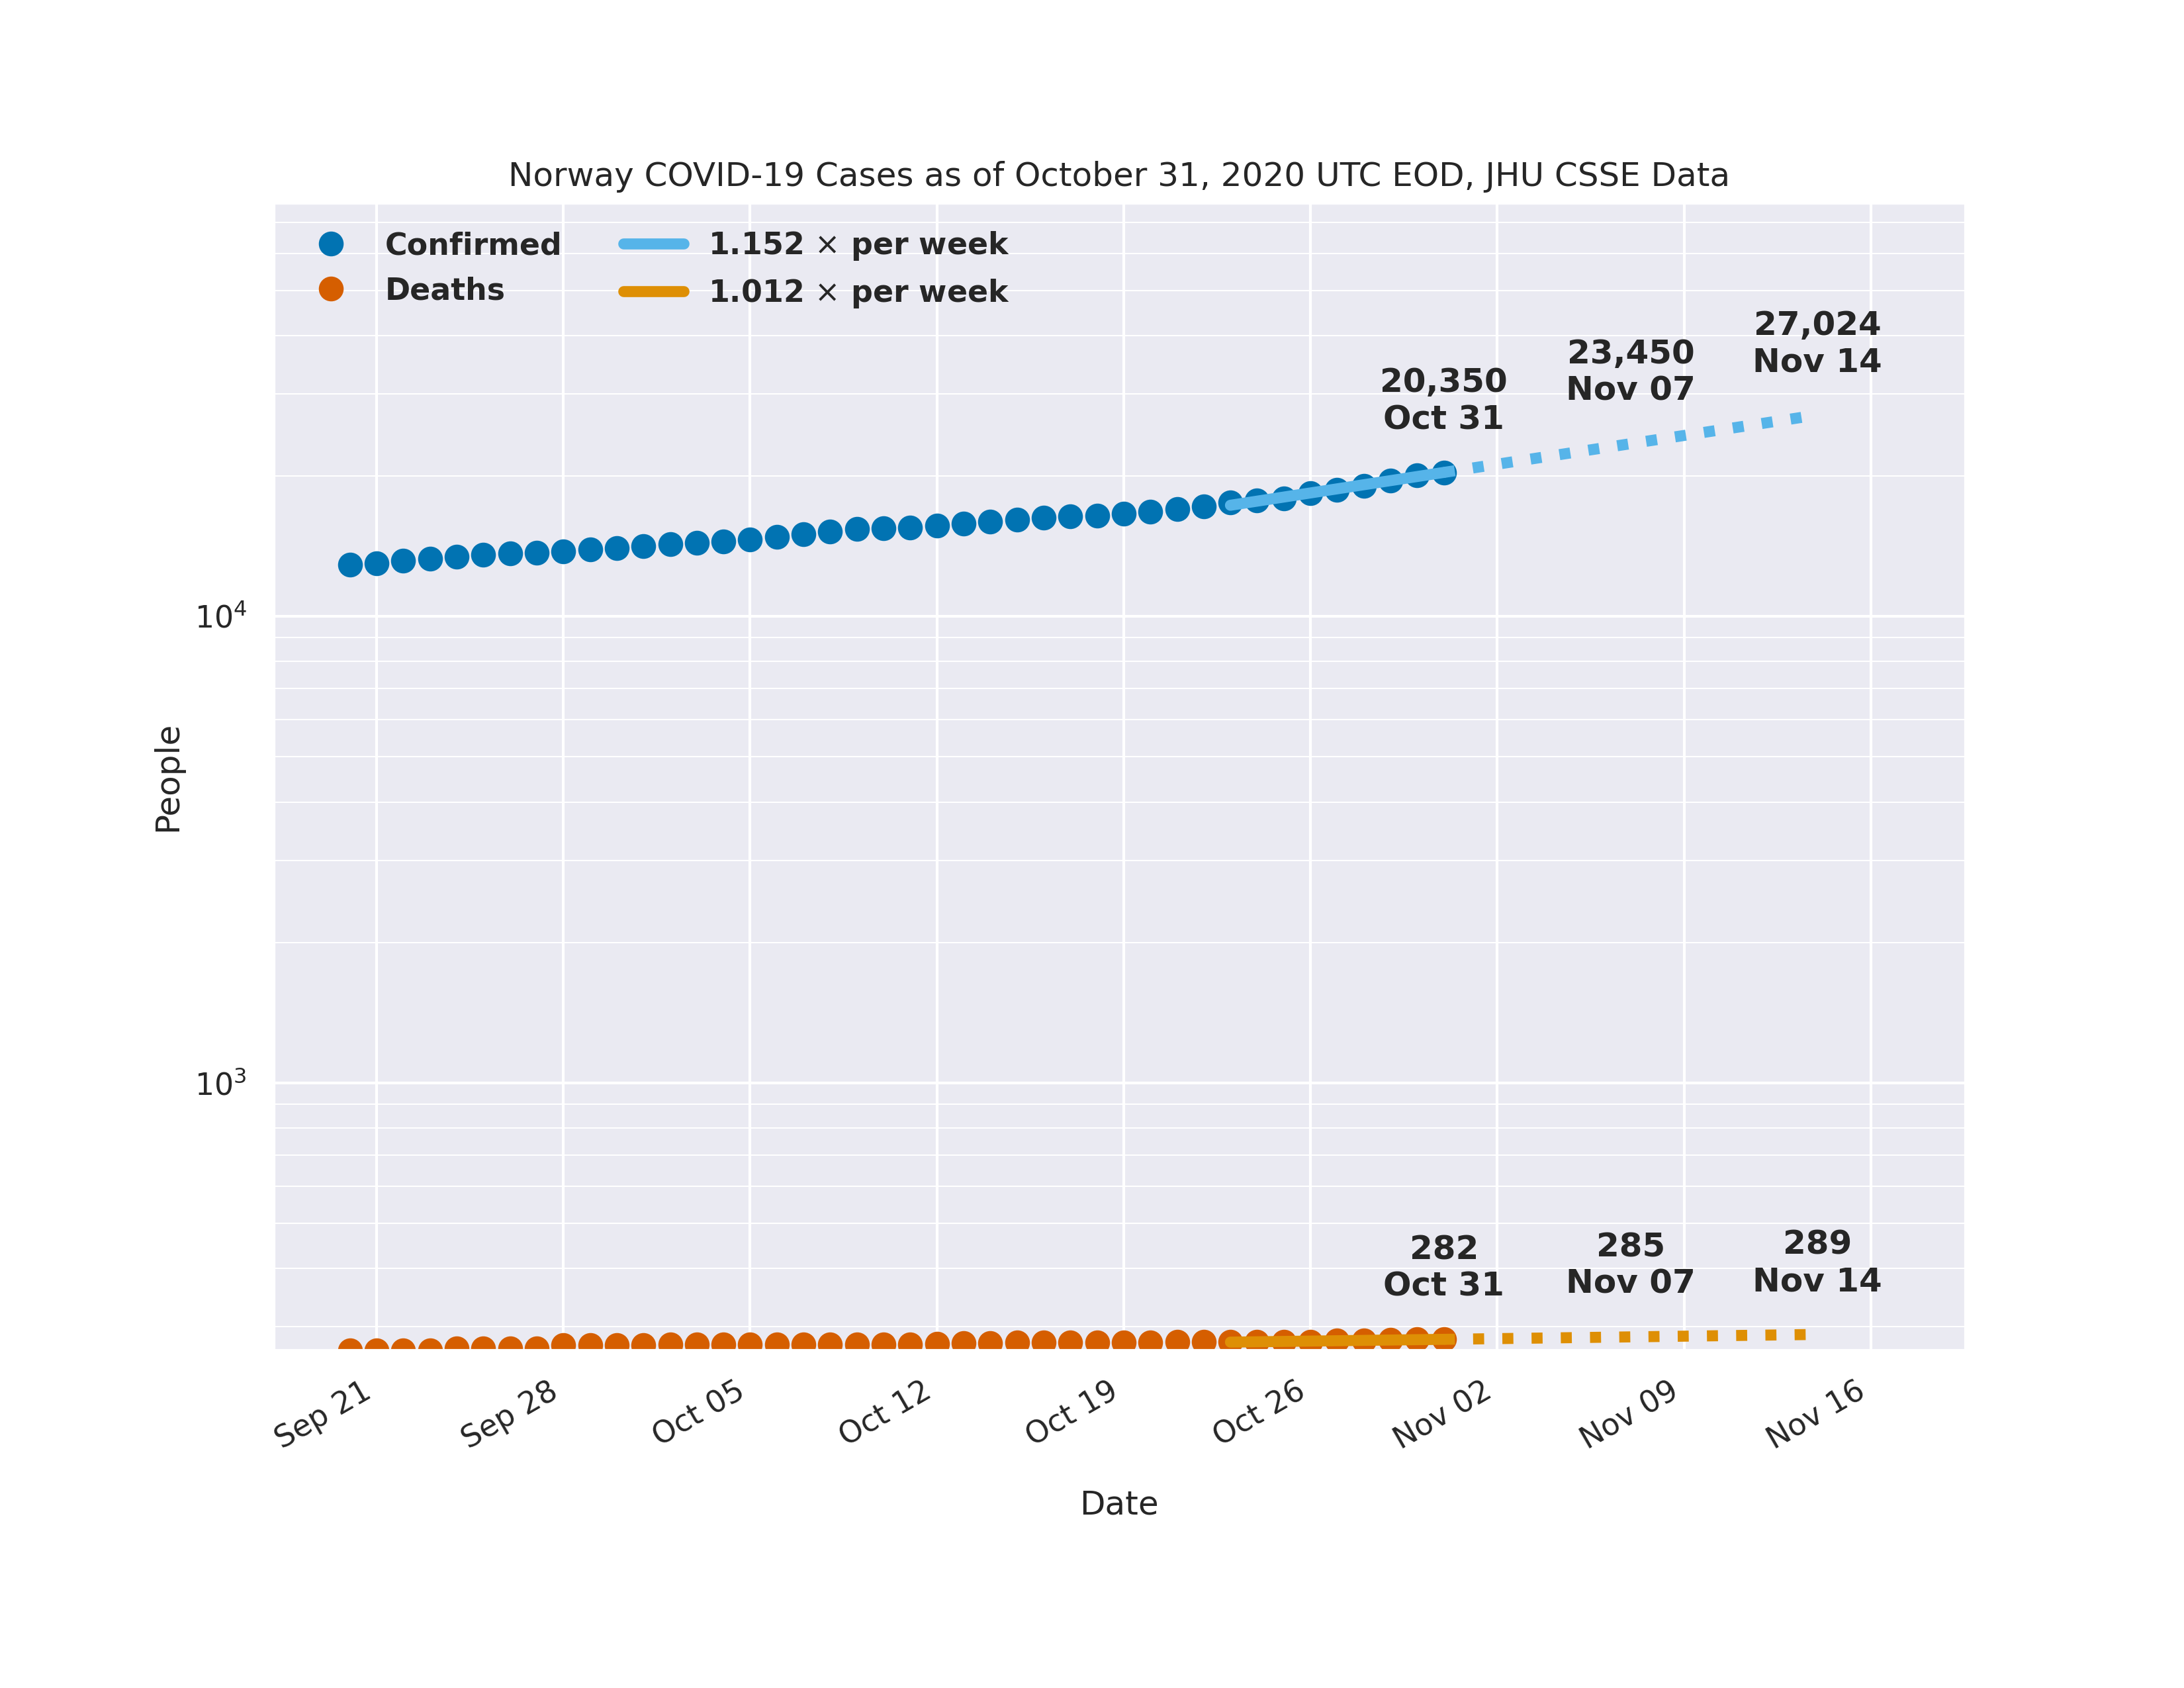 Norway COVID-19 Cases as of October 31, 2020 UTC EOD, JHU CSSE Data
Confirmed
Deaths
1.152 × per week
1.012 × per week
27,024
Nov 14
23,450
Nov 07
20,350
Oct 31
10⁴
People
10³
282
Oct 31
285
Nov 07
289
Nov 14
Sep 21
Sep 28
Oct 05
Oct 12
Oct 19
Oct 26
Nov 02
Nov 09
Nov 16
Date